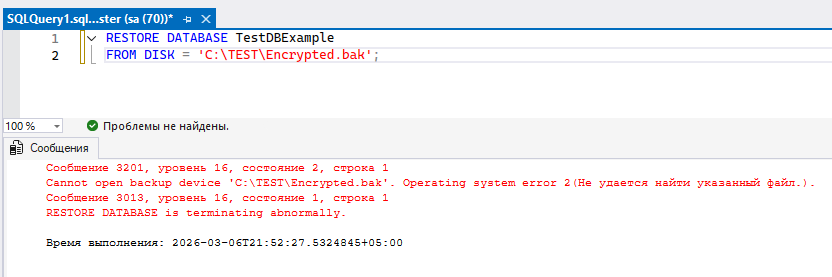 SQLQuery1.sql...ster (sa (70))*
1 RESTORE DATABASE TestDBExample
2 FROM DISK = 'C:\TEST\Encrypted.bak';
100 % Проблемы не найдены.
Сообщения
Сообщение 3201, уровень 16, состояние 2, строка 1
Cannot open backup device 'C:\TEST\Encrypted.bak'. Operating system error 2(Не удается найти указанный файл.).
Сообщение 3013, уровень 16, состояние 1, строка 1
RESTORE DATABASE is terminating abnormally.
Время выполнения: 2026-03-06T21:52:27.5324845+05:00